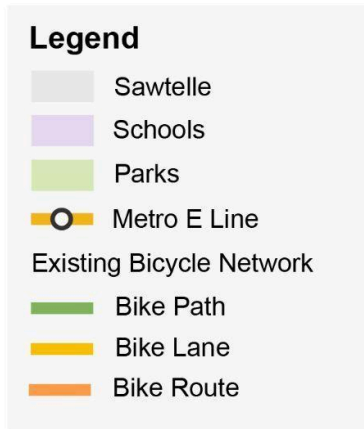 Legend
Sawtelle
Schools
Parks
Metro E Line
Existing Bicycle Network
Bike Path
Bike Lane
Bike Route